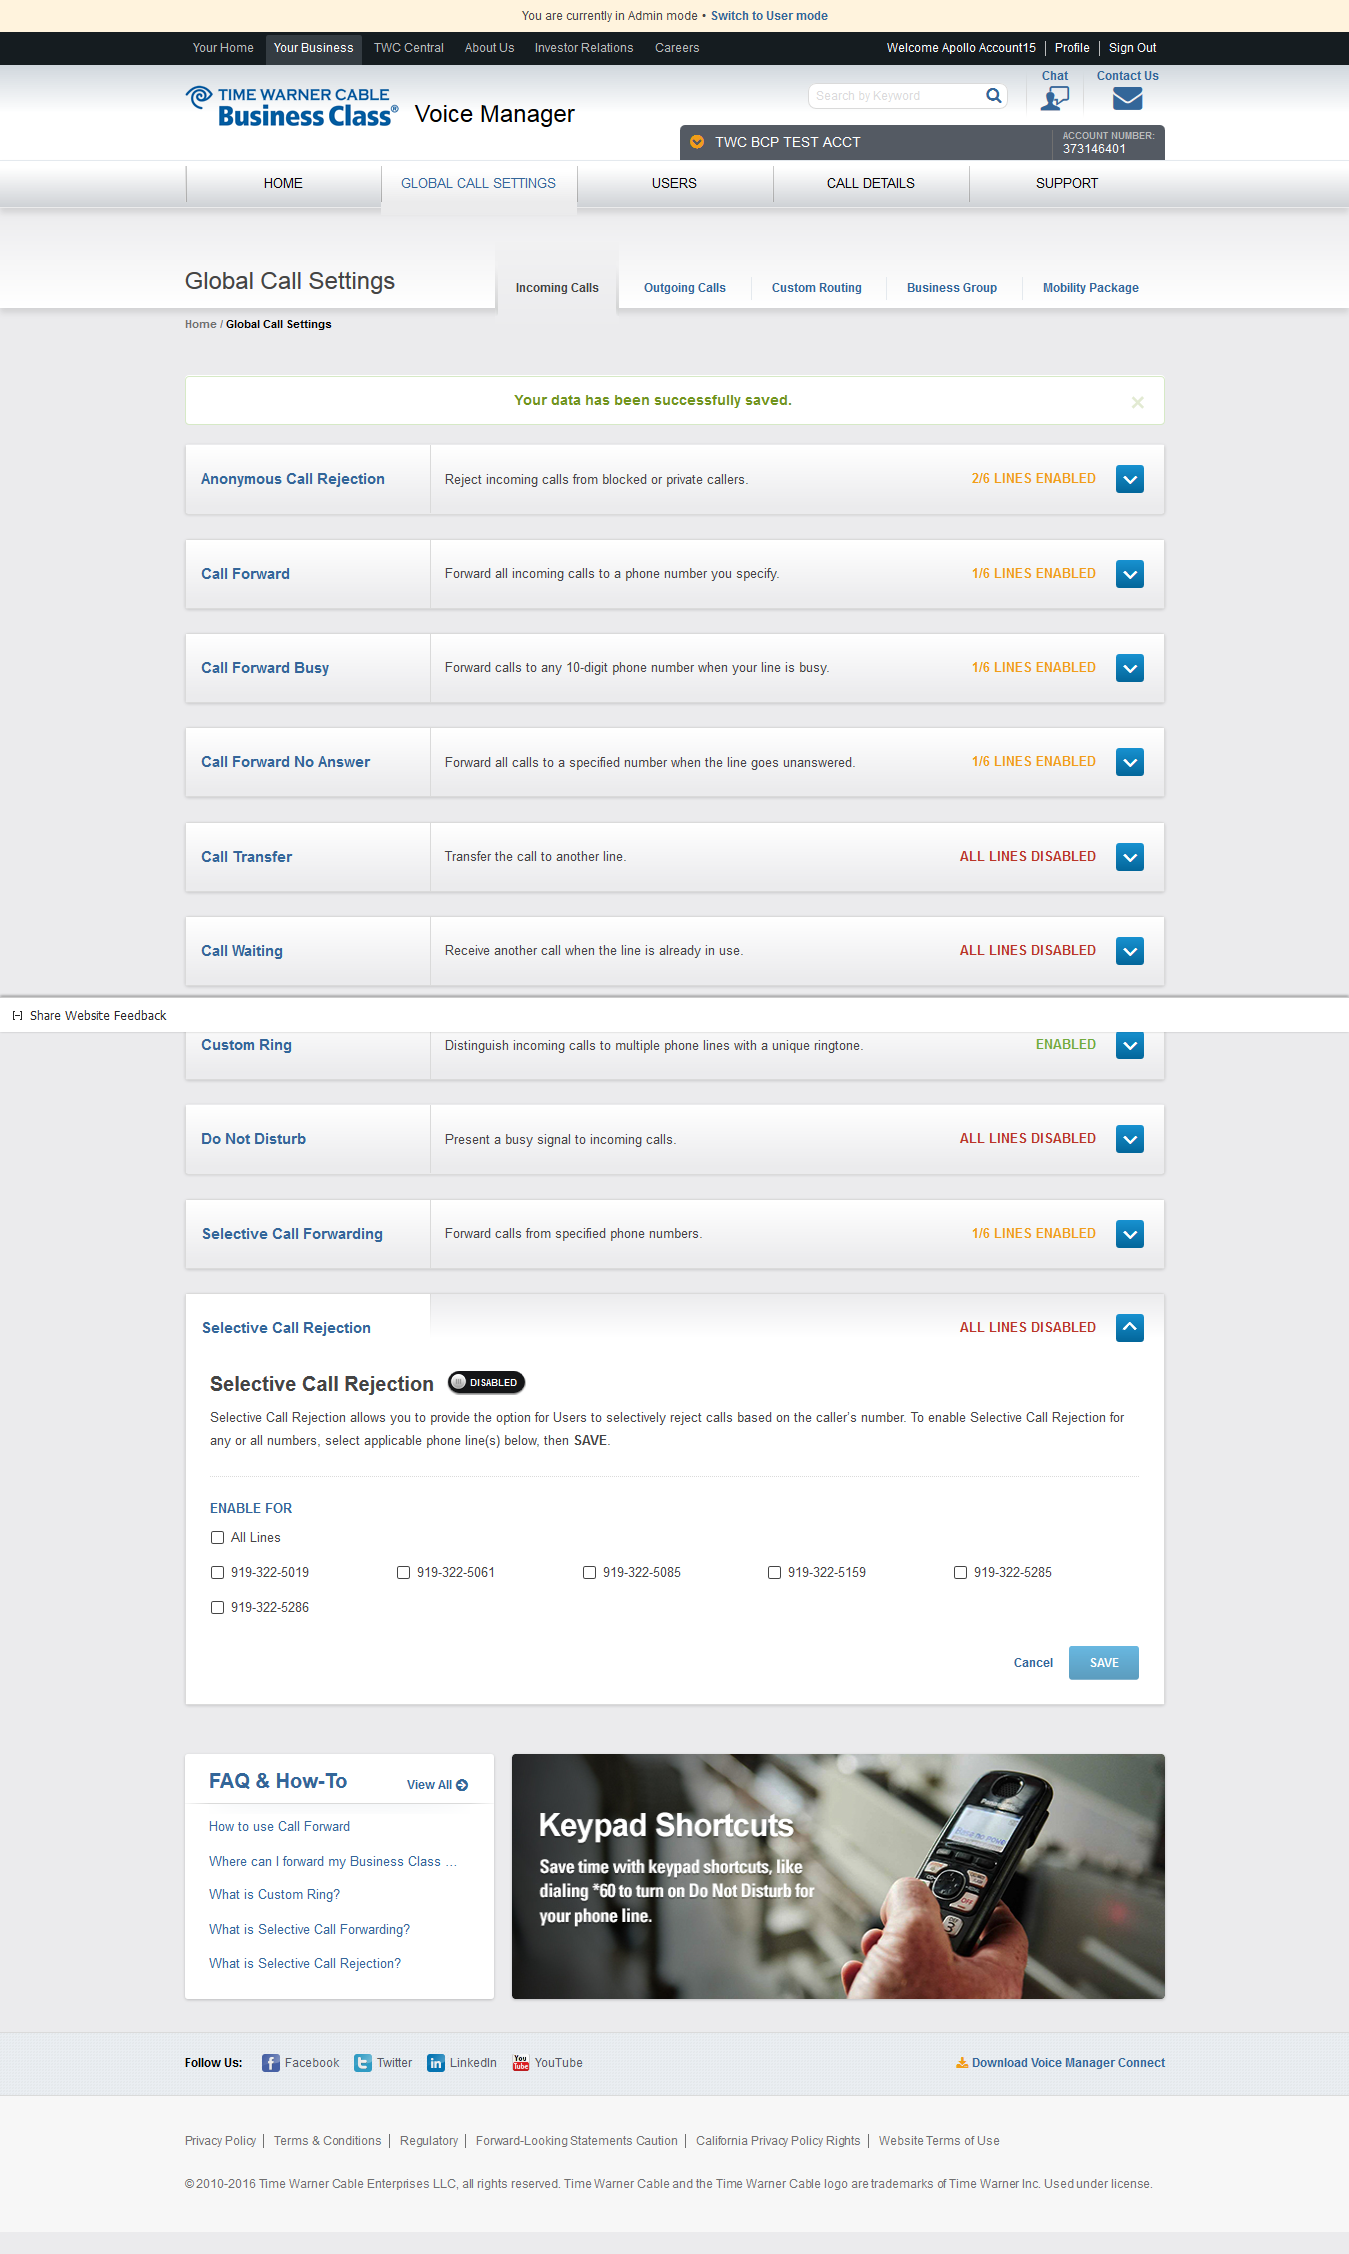 You are currently in Admin mode • Switch to User mode
Your Home Your Business TWC Central About Us Investor Relations Careers Welcome Apollo Account15 Profile Sign Out
Chat Contact Us
TIME WARNER CABLE
Business Class® Voice Manager
Search by Keyword
TWC BCP TEST ACCT ACCOUNT NUMBER:
373146401
HOME GLOBAL CALL SETTINGS USERS CALL DETAILS SUPPORT
Global Call Settings Incoming Calls Outgoing Calls Custom Routing Business Group Mobility Package
Home / Global Call Settings
Your data has been successfully saved.
Anonymous Call Rejection Reject incoming calls from blocked or private callers. 2/6 LINES ENABLED
Call Forward Forward all incoming calls to a phone number you specify. 1/6 LINES ENABLED
Call Forward Busy Forward calls to any 10-digit phone number when your line is busy. 1/6 LINES ENABLED
Call Forward No Answer Forward all calls to a specified number when the line goes unanswered. 1/6 LINES ENABLED
Call Transfer Transfer the call to another line. ALL LINES DISABLED
Call Waiting Receive another call when the line is already in use. ALL LINES DISABLED
[-] Share Website Feedback
Custom Ring Distinguish incoming calls to multiple phone lines with a unique ringtone. ENABLED
Do Not Disturb Present a busy signal to incoming calls. ALL LINES DISABLED
Selective Call Forwarding Forward calls from specified phone numbers. 1/6 LINES ENABLED
Selective Call Rejection ALL LINES DISABLED
Selective Call Rejection DISABLED
Selective Call Rejection allows you to provide the option for Users to selectively reject calls based on the caller's number. To enable Selective Call Rejection for
any or all numbers, select applicable phone line(s) below, then SAVE.
ENABLE FOR
All Lines
919-322-5019 919-322-5061 919-322-5085 919-322-5159 919-322-5285
919-322-5286
Cancel SAVE
FAQ & How-To View All
How to use Call Forward
Where can I forward my Business Class ...
What is Custom Ring?
What is Selective Call Forwarding?
What is Selective Call Rejection?
Keypad Shortcuts
Save time with keypad shortcuts, like
dialing *60 to turn on Do Not Disturb for
your phone line.
Panasonic
Base no power
OFF
3
Follow Us: Facebook Twitter LinkedIn You Tube YouTube Download Voice Manager Connect
Privacy Policy Terms & Conditions Regulatory Forward-Looking Statements Caution California Privacy Policy Rights Website Terms of Use
© 2010-2016 Time Warner Cable Enterprises LLC, all rights reserved. Time Warner Cable and the Time Warner Cable logo are trademarks of Time Warner Inc. Used under license.